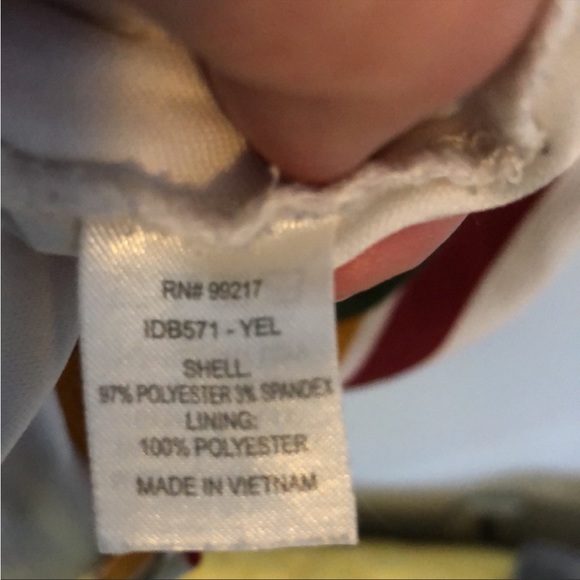 RN# 99217
IDB571 - YEL
SHELL:
97% POLYESTER 3% SPANDEX
LINING:
100% POLYESTER
MADE IN VIETNAM